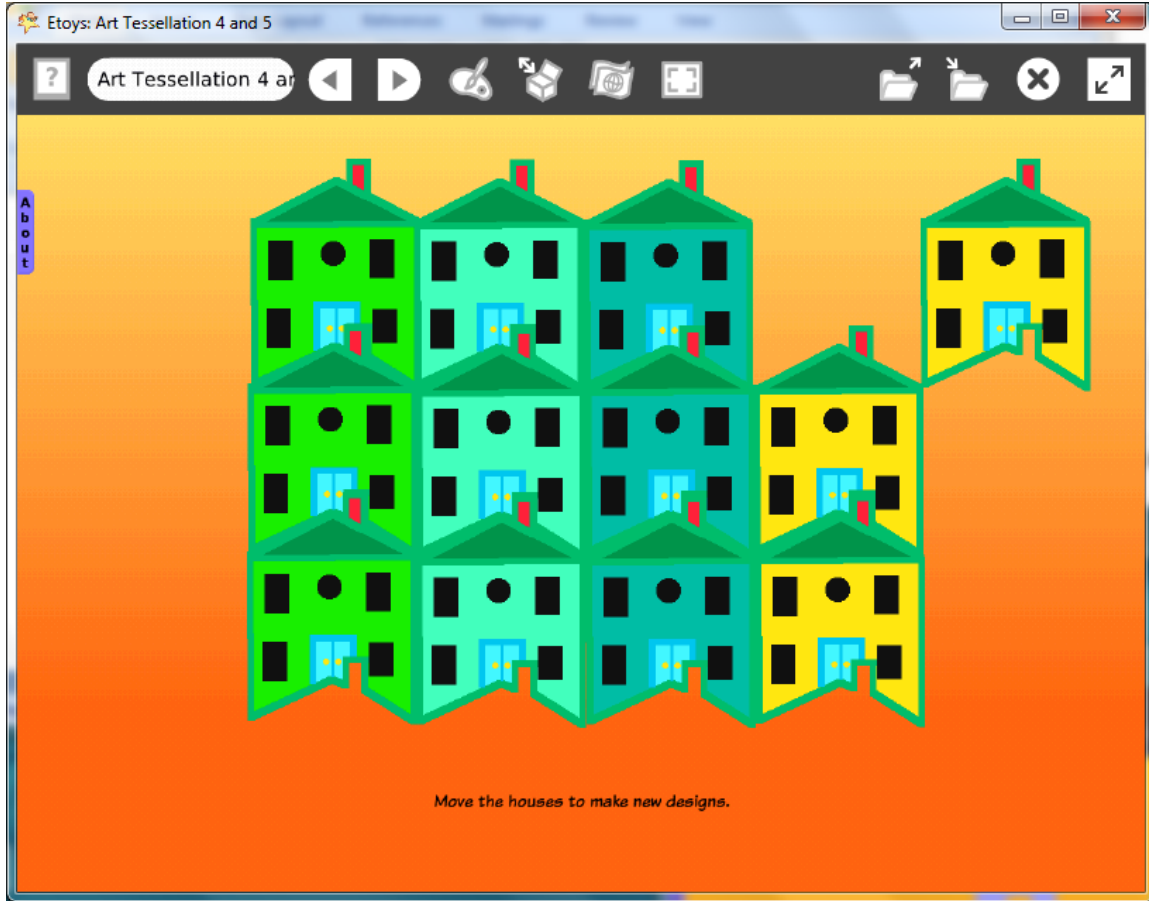 Etoys: Art Tessellation 4 and 5
?
Art Tessellation 4 ar
About
Move the houses to make new designs.